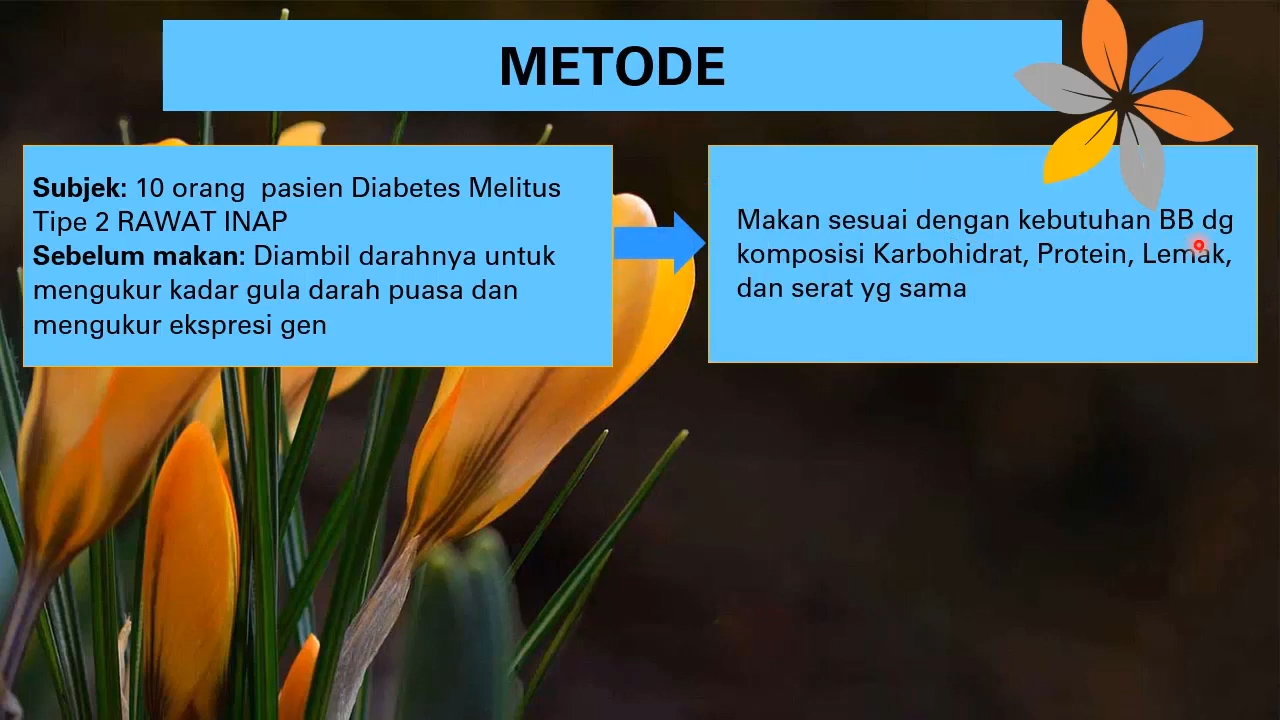 METODE
Subjek: 10 orang  pasien Diabetes Melitus
Tipe 2 RAWAT INAP
Sebelum makan: Diambil darahnya untuk
mengukur kadar gula darah puasa dan
mengukur ekspresi gen
Makan sesuai dengan kebutuhan BB dg
komposisi Karbohidrat, Protein, Lemak,
dan serat yg sama